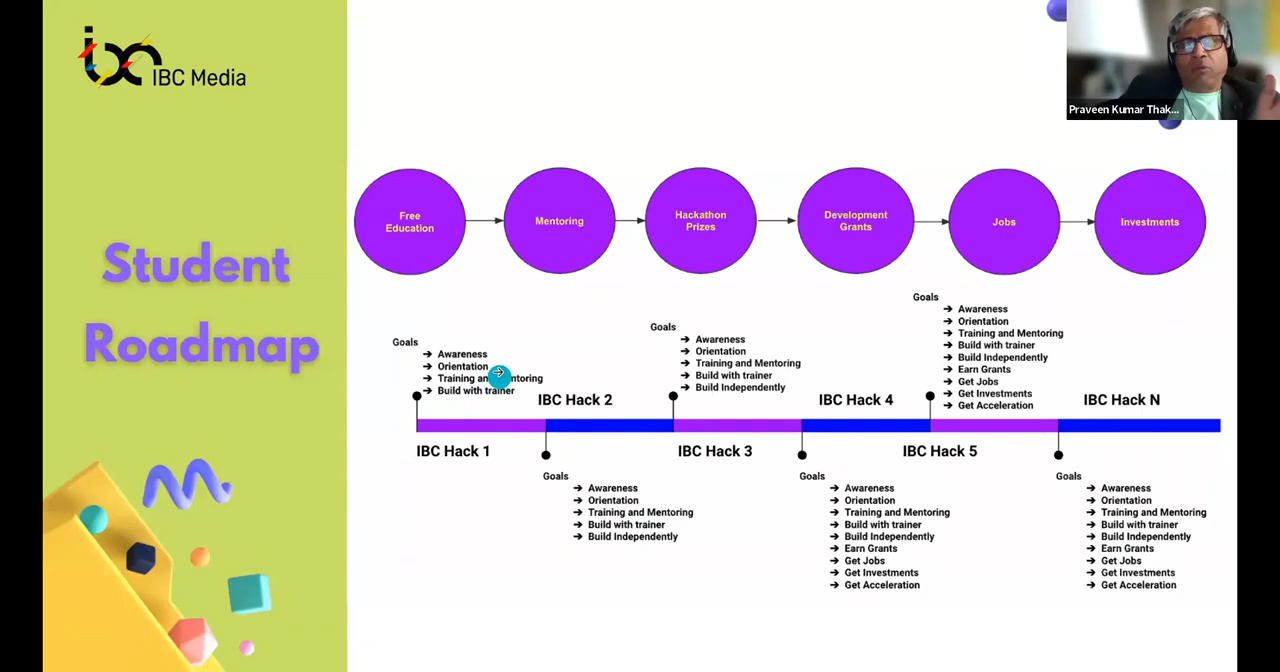 IBC Media
Praveen Kumar Thak...
Student
Roadmap
Free
Education
Mentoring
Hackathon
Prizes
Development
Grants
Jobs
Investments
Goals
→ Awareness
→ Orientation
→ Training and Mentoring
→ Build with trainer
Goals
→ Awareness
→ Orientation
→ Training and Mentoring
→ Build with trainer
→ Build Independently
Goals
→ Awareness
→ Orientation
→ Training and Mentoring
→ Build with trainer
→ Build Independently
→ Earn Grants
→ Get Jobs
→ Get Investments
→ Get Acceleration
IBC Hack 2
IBC Hack 4
IBC Hack N
IBC Hack 1
IBC Hack 3
IBC Hack 5
Goals
→ Awareness
→ Orientation
→ Training and Mentoring
→ Build with trainer
→ Build Independently
Goals
→ Awareness
→ Orientation
→ Training and Mentoring
→ Build with trainer
→ Build Independently
→ Earn Grants
→ Get Jobs
→ Get Investments
→ Get Acceleration
Goals
→ Awareness
→ Orientation
→ Training and Mentoring
→ Build with trainer
→ Build Independently
→ Earn Grants
→ Get Jobs
→ Get Investments
→ Get Acceleration